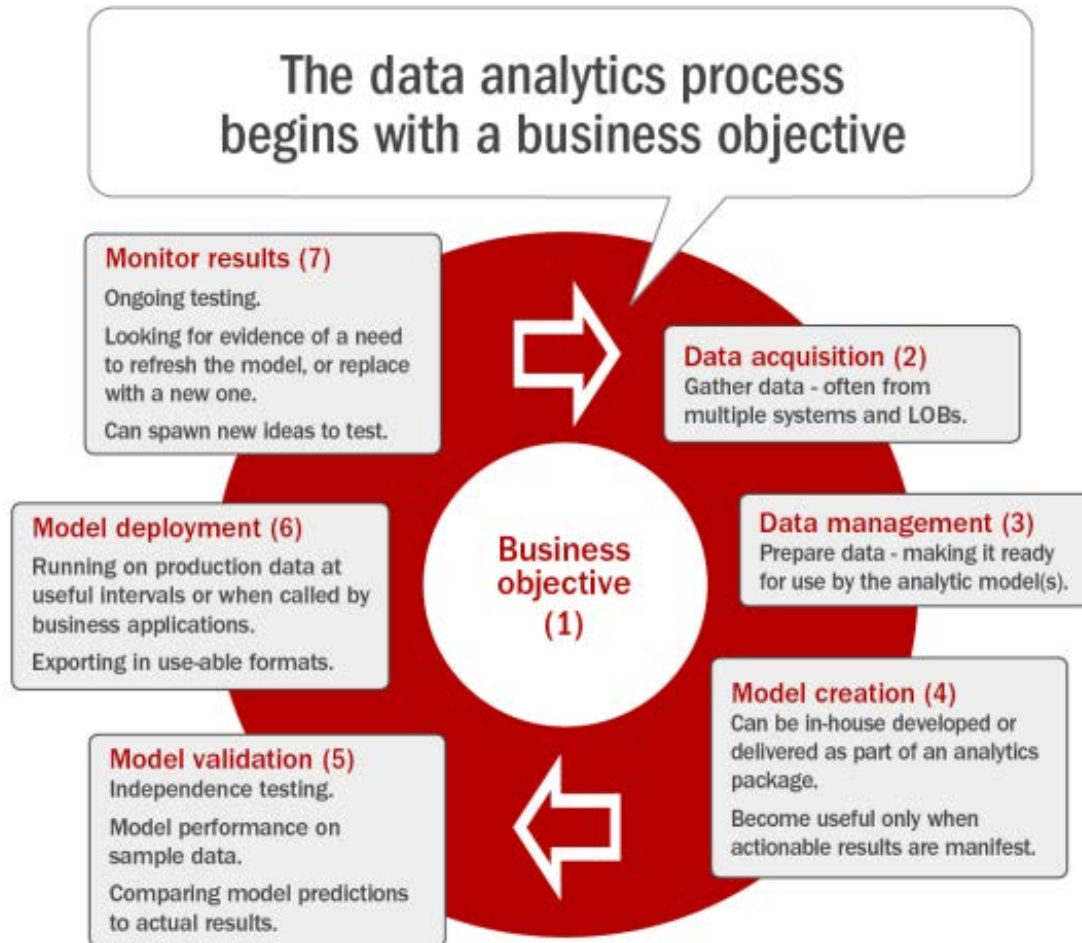 The data analytics process
begins with a business objective
Business
objective
(1)
Data acquisition (2)
Gather data - often from
multiple systems and LOBs.
Data management (3)
Prepare data - making it ready
for use by the analytic model(s).
Model creation (4)
Can be in-house developed or
delivered as part of an analytics
package.
Become useful only when
actionable results are manifest.
Model validation (5)
Independence testing.
Model performance on
sample data.
Comparing model predictions
to actual results.
Model deployment (6)
Running on production data at
useful intervals or when called by
business applications.
Exporting in use-able formats.
Monitor results (7)
Ongoing testing.
Looking for evidence of a need
to refresh the model, or replace
with a new one.
Can spawn new ideas to test.